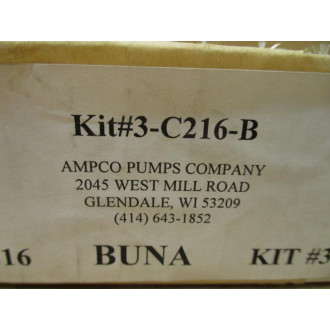 Kit#3-C216-B
AMPCO PUMPS COMPANY
2045 WEST MILL ROAD
GLENDALE, WI 53209
(414) 643-1852
16 BUNA KIT #3